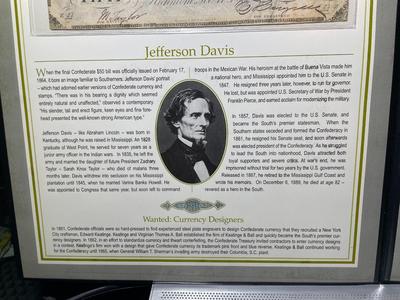 Jefferson Davis
When the final Confederate $50 bill was officially issued on February 17,
1864, it bore an image familiar to Southerners: Jefferson Davis' portrait
– which had adorned earlier versions of Confederate currency and
stamps. "There was in his bearing a dignity which seemed
entirely natural and unaffected," observed a contemporary.
"His slender, tall and erect figure, keen eyes and fine fore-
head presented the well-known strong American type."
Jefferson Davis – like Abraham Lincoln – was born in
Kentucky, although he was raised in Mississippi. An 1828
graduate of West Point, he served for seven years as a
junior army officer in the Indian wars. In 1835, he left the
army and married the daughter of future President Zachary
Taylor – Sarah Knox Taylor – who died of malaria three
months later. Davis withdrew into seclusion on his Mississippi
plantation until 1845, when he married Varina Banks Howell. He
was appointed to Congress that same year, but soon left to command
troops in the Mexican War. His heroism at the battle of Buena Vista made him
a national hero, and Mississippi appointed him to the U.S. Senate in
1847. He resigned three years later, however, to run for governor.
He lost, but was appointed U.S. Secretary of War by President
Franklin Pierce, and earned acclaim for modernizing the military.
In 1857, Davis was elected to the U.S. Senate, and became
the South's premier statesman. When the
Southern states seceded and formed the Confederacy in
1861, he resigned his Senate seat, and soon afterwards
was elected president of the Confederacy. As he struggled
to lead the South into nationhood, Davis attracted both
loyal supporters and severe critics. At war's end, he was
imprisoned without trial for two years by the U.S. government.
Released in 1867, he retired to the Mississippi Gulf Coast and
wrote his memoirs. On December 6, 1889, he died at age 82 –
revered as a hero in the South.
Wanted: Currency Designers
In 1861, Confederate officials were so hard-pressed to find experienced steel plate engravers to design Confederate currency that they recruited a New York
City craftsman, Edward Keatinge. Keatinge and Virginian Thomas A. Ball established the firm of Keatinge & Ball and quickly became the South's premier cur-
rency designers. In 1862, in an effort to standardize currency and thwart counterfeiting, the Confederate Treasury invited contractors to enter currency designs
in a contest. Keatinge's firm won with a design that gave Confederate currency its trademark pink front and blue reverse. Keatinge & Ball continued working
for the Confederacy until 1865, when General William T. Sherman's invading army destroyed their Columbia, S.C. plant.